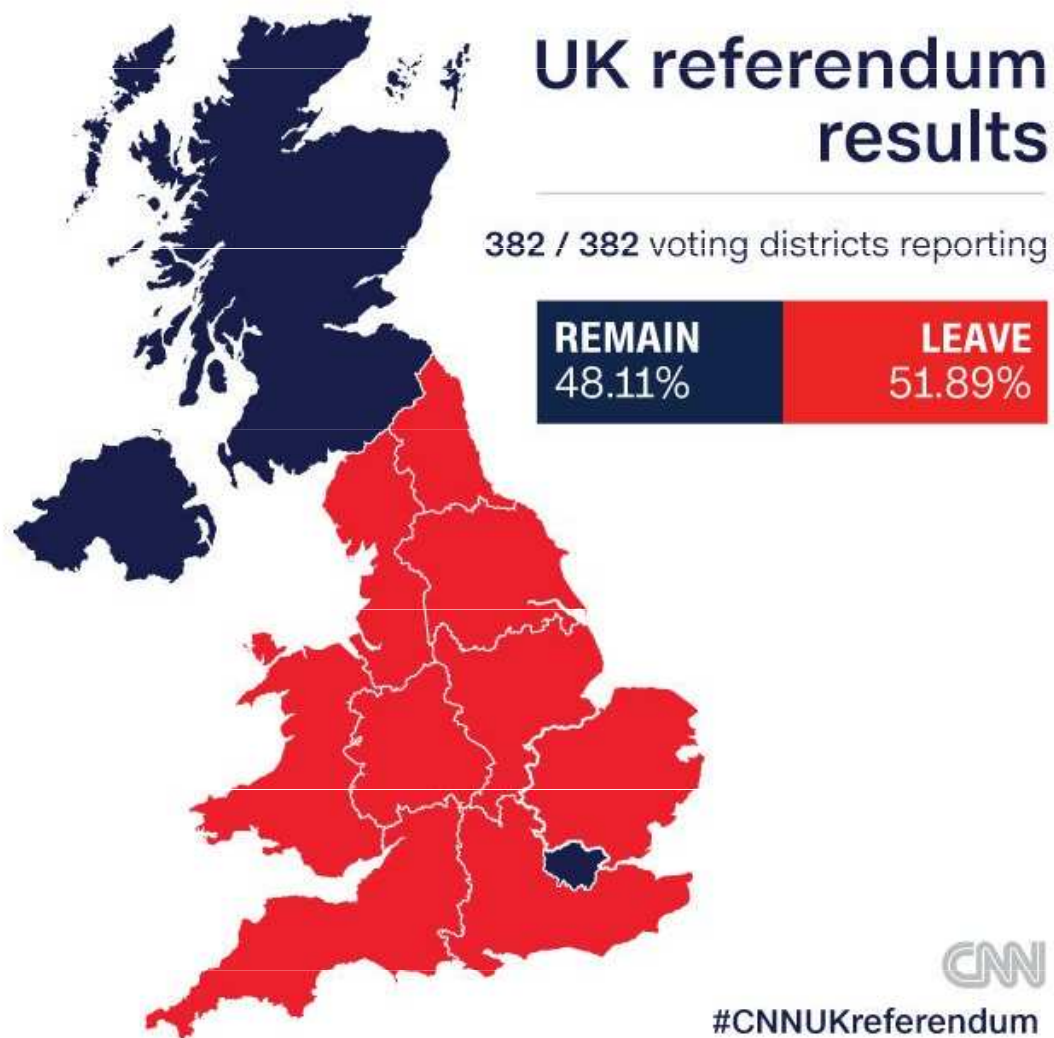 UK referendum
results
382 / 382 voting districts reporting
REMAIN
48.11%
LEAVE
51.89%
CNN
#CNNUKreferendum